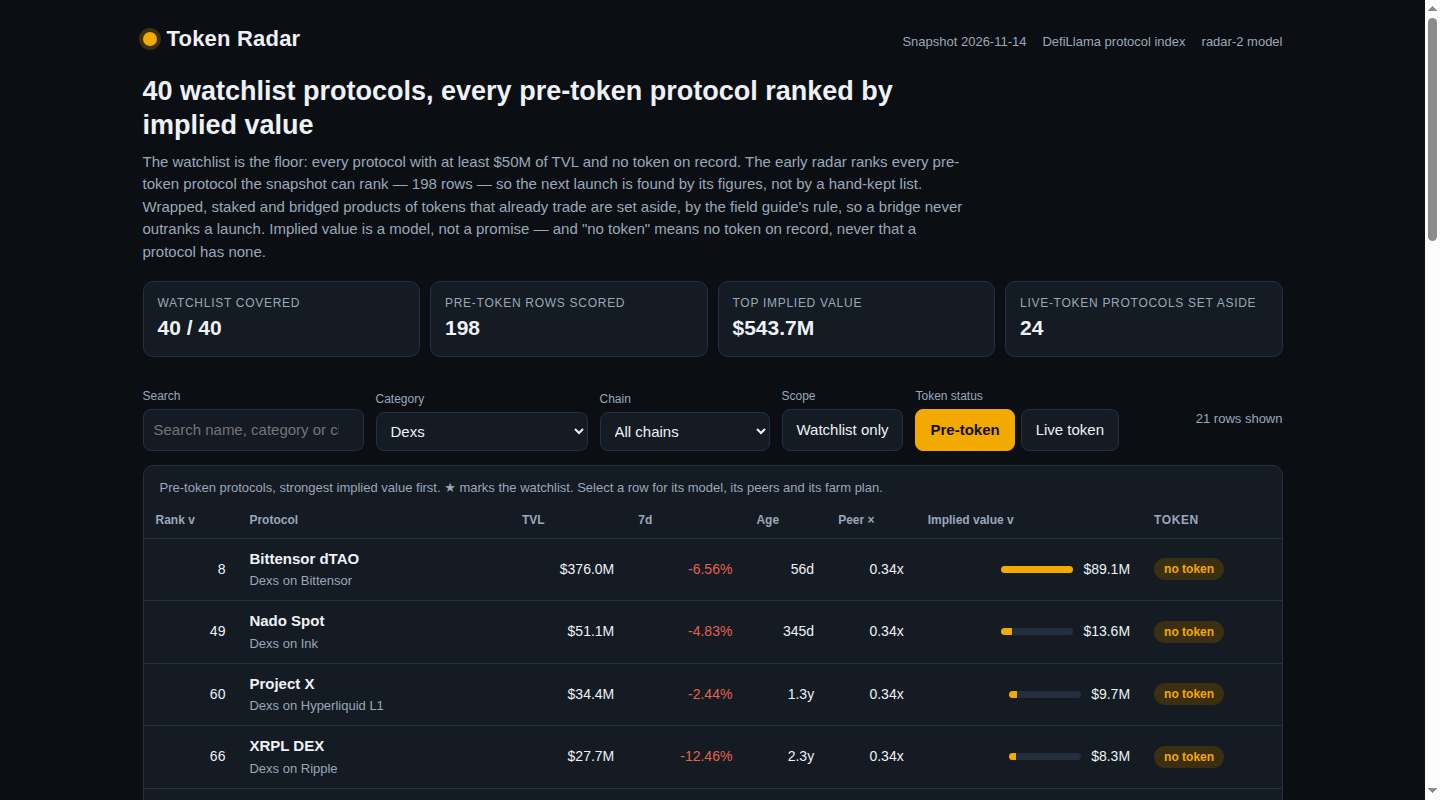 Token Radar
Snapshot 2026-11-14 DefiLlama protocol index radar-2 model
40 watchlist protocols, every pre-token protocol ranked by
implied value
The watchlist is the floor: every protocol with at least $50M of TVL and no token on record. The early radar ranks every pre-
token protocol the snapshot can rank — 198 rows — so the next launch is found by its figures, not by a hand-kept list.
Wrapped, staked and bridged products of tokens that already trade are set aside, by the field guide's rule, so a bridge never
outranks a launch. Implied value is a model, not a promise — and "no token" means no token on record, never that a
protocol has none.
WATCHLIST COVERED PRE-TOKEN ROWS SCORED TOP IMPLIED VALUE LIVE-TOKEN PROTOCOLS SET ASIDE
40 / 40 198 $543.7M 24
Search Category Chain Scope Token status
Search name, category or c Dexs All chains Watchlist only Pre-token Live token 21 rows shown
Pre-token protocols, strongest implied value first. ★ marks the watchlist. Select a row for its model, its peers and its farm plan.
Rank v Protocol TVL 7d Age Peer × Implied value v TOKEN
8 Bittensor dTAO $376.0M -6.56% 56d 0.34x $89.1M no token
Dexs on Bittensor
49 Nado Spot $51.1M -4.83% 345d 0.34x $13.6M no token
Dexs on Ink
60 Project X $34.4M -2.44% 1.3y 0.34x $9.7M no token
Dexs on Hyperliquid L1
66 XRPL DEX $27.7M -12.46% 2.3y 0.34x $8.3M no token
Dexs on Ripple